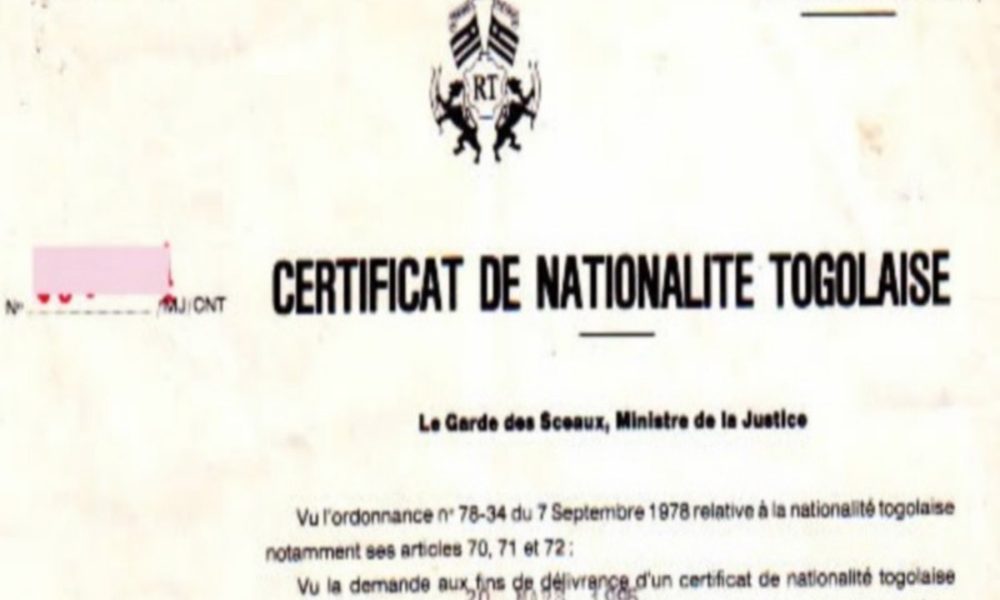 RT
CERTIFICAT DE NATIONALITE TOGOLAISE
N° /MJ/CNT
Le Garde des Sceaux, Ministre de la Justice
Vu l'ordonnance n° 78-34 du 7 Septembre 1978 relative à la nationalité togolaise
notamment ses articles 70, 71 et 72 ;
Vu la demande aux fins de délivrance d'un certificat de nationalité togolaise